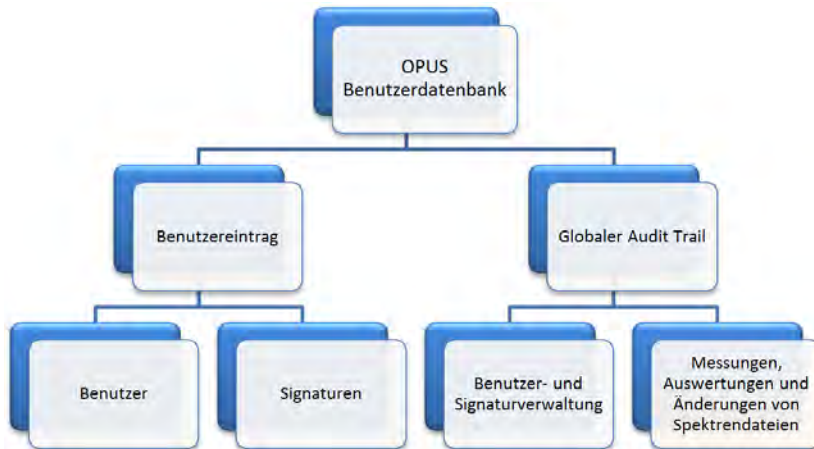 OPUS
Benutzerdatenbank
Benutzereintrag
Globaler Audit Trail
Benutzer
Signaturen
Benutzer- und
Signaturverwaltung
Messungen,
Auswertungen und
Änderungen von
Spektrendateien